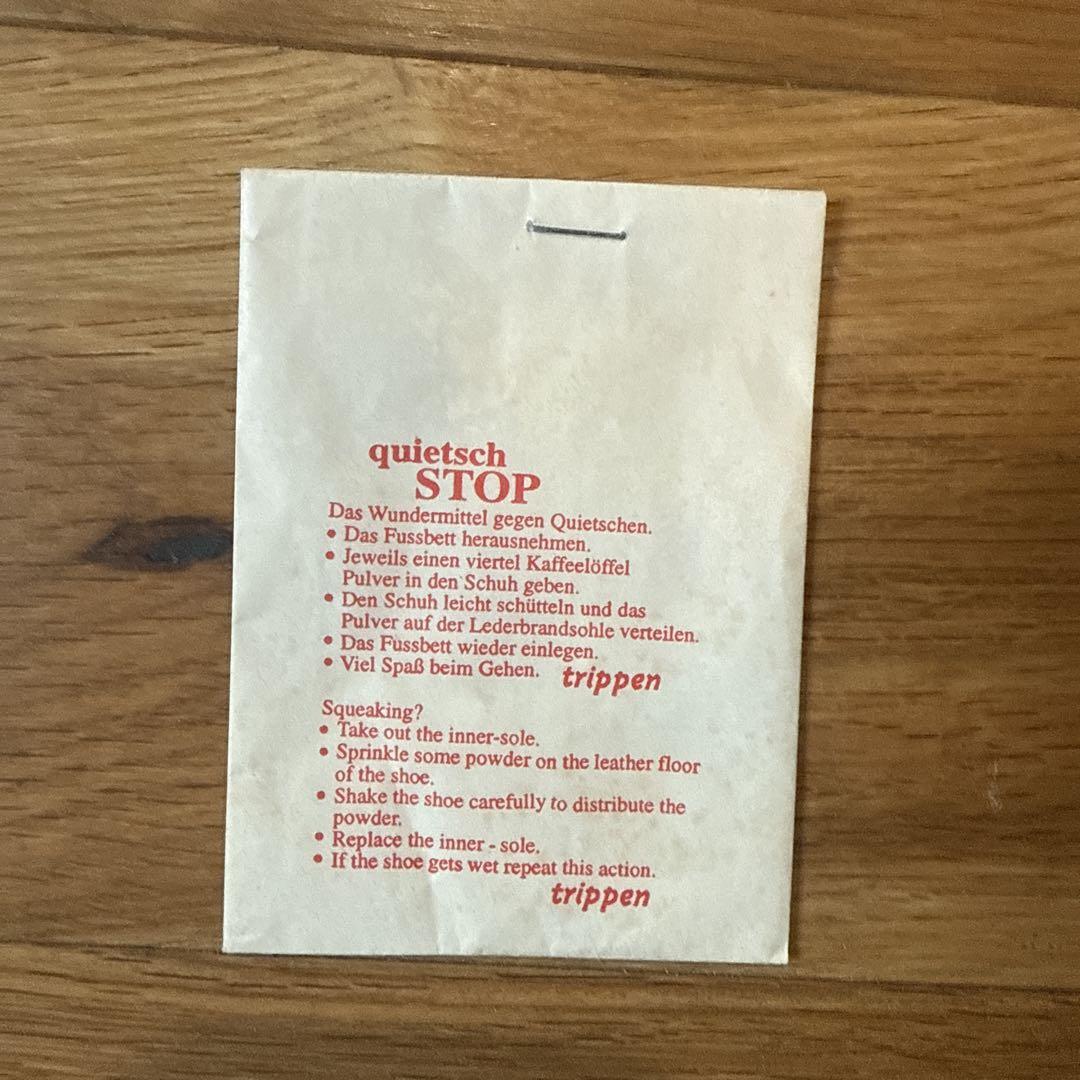 quietsch
STOP
Das Wundermittel gegen Quietschen.
• Das Fussbett herausnehmen.
• Jeweils einen viertel Kaffeelöffel
Pulver in den Schuh geben.
• Den Schuh leicht schütteln und das
Pulver auf der Lederbrandsohle verteilen.
• Das Fussbett wieder einlegen.
• Viel Spaß beim Gehen. trippen
Squeaking?
• Take out the inner-sole.
• Sprinkle some powder on the leather floor
of the shoe.
• Shake the shoe carefully to distribute the
powder.
• Replace the inner - sole.
• If the shoe gets wet repeat this action.
trippen